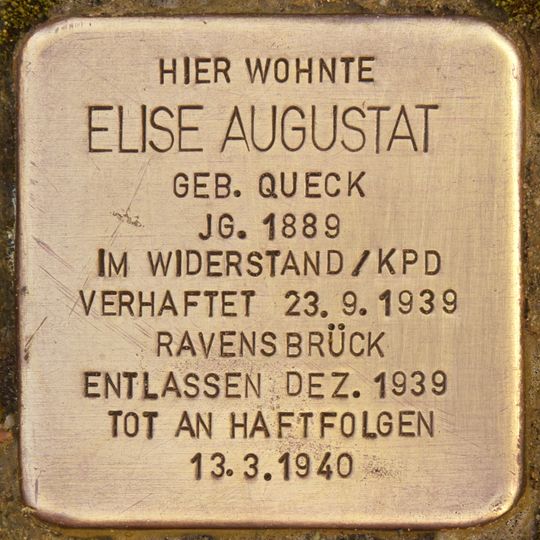 HIER WOHNTE
ELISE AUGUSTAT
GEB. QUECK
JG. 1889
IM WIDERSTAND/KPD
VERHAFTET 23.9.1939
RAVENSBRÜCK
ENTLASSEN DEZ. 1939
TOT AN HAFTFOLGEN
13.3.1940